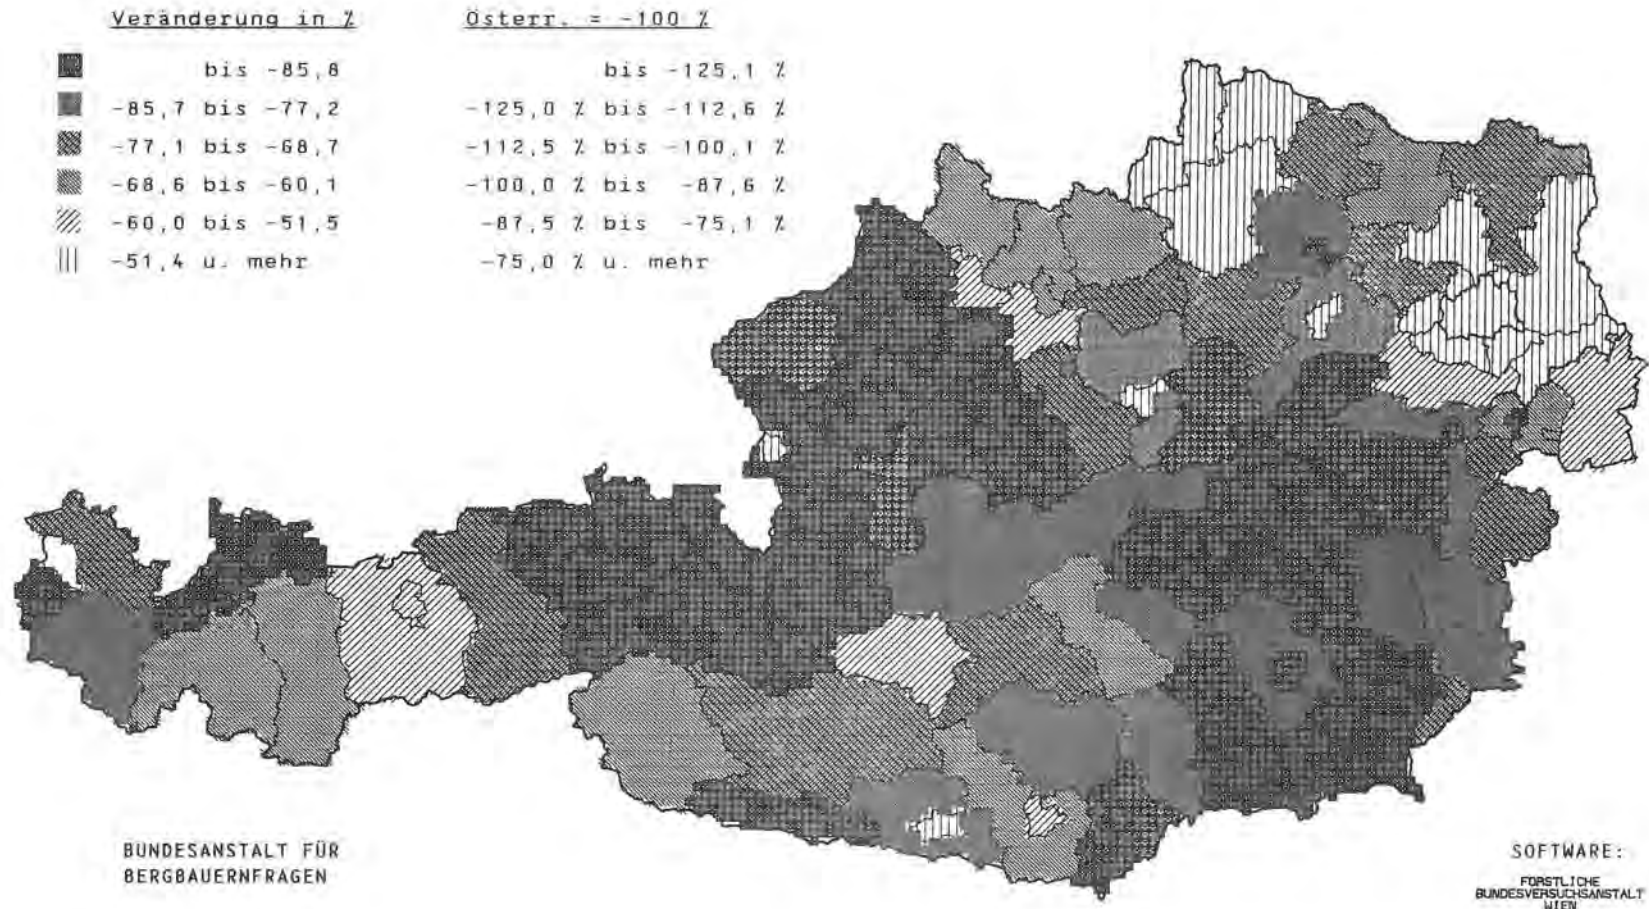 Veränderung in %
Österr. = -100 %
bis -85,8
bis -125,1 %
-85,7 bis -77,2
-125,0 % bis -112,6 %
-77,1 bis -68,7
-112,5 % bis -100,1 %
-68,6 bis -60,1
-100,0 % bis -87,6 %
-60,0 bis -51,5
-87,5 % bis -75,1 %
-51,4 u. mehr
-75,0 % u. mehr
BUNDESANSTALT FÜR
BERGBAUERNFRAGEN
SOFTWARE:
FORSTLICHE
BUNDESVERSUCHSANSTALT
WIEN